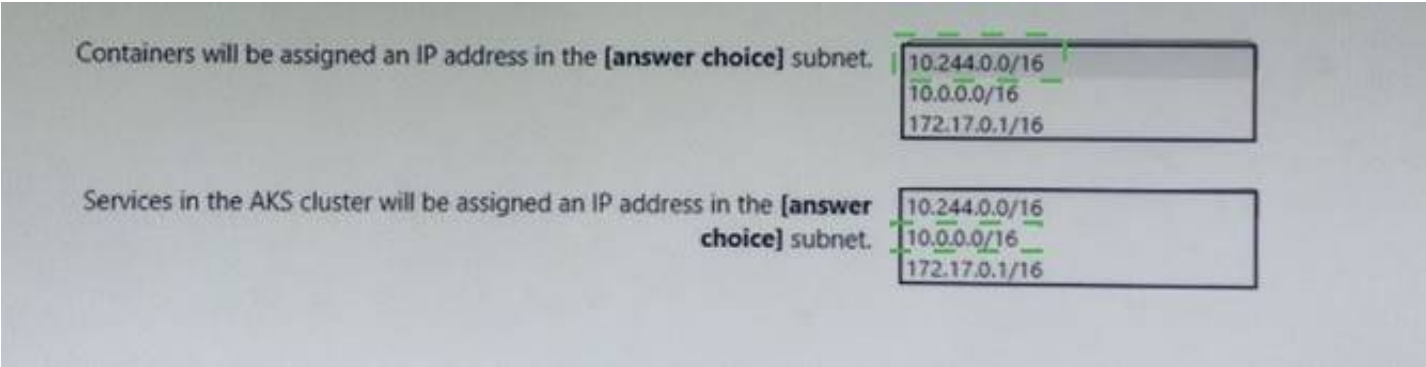 Containers will be assigned an IP address in the [answer choice] subnet.
10.244.0.0/16
10.0.0.0/16
172.17.0.1/16
Services in the AKS cluster will be assigned an IP address in the [answer
choice] subnet.
10.244.0.0/16
10.0.0.0/16
172.17.0.1/16